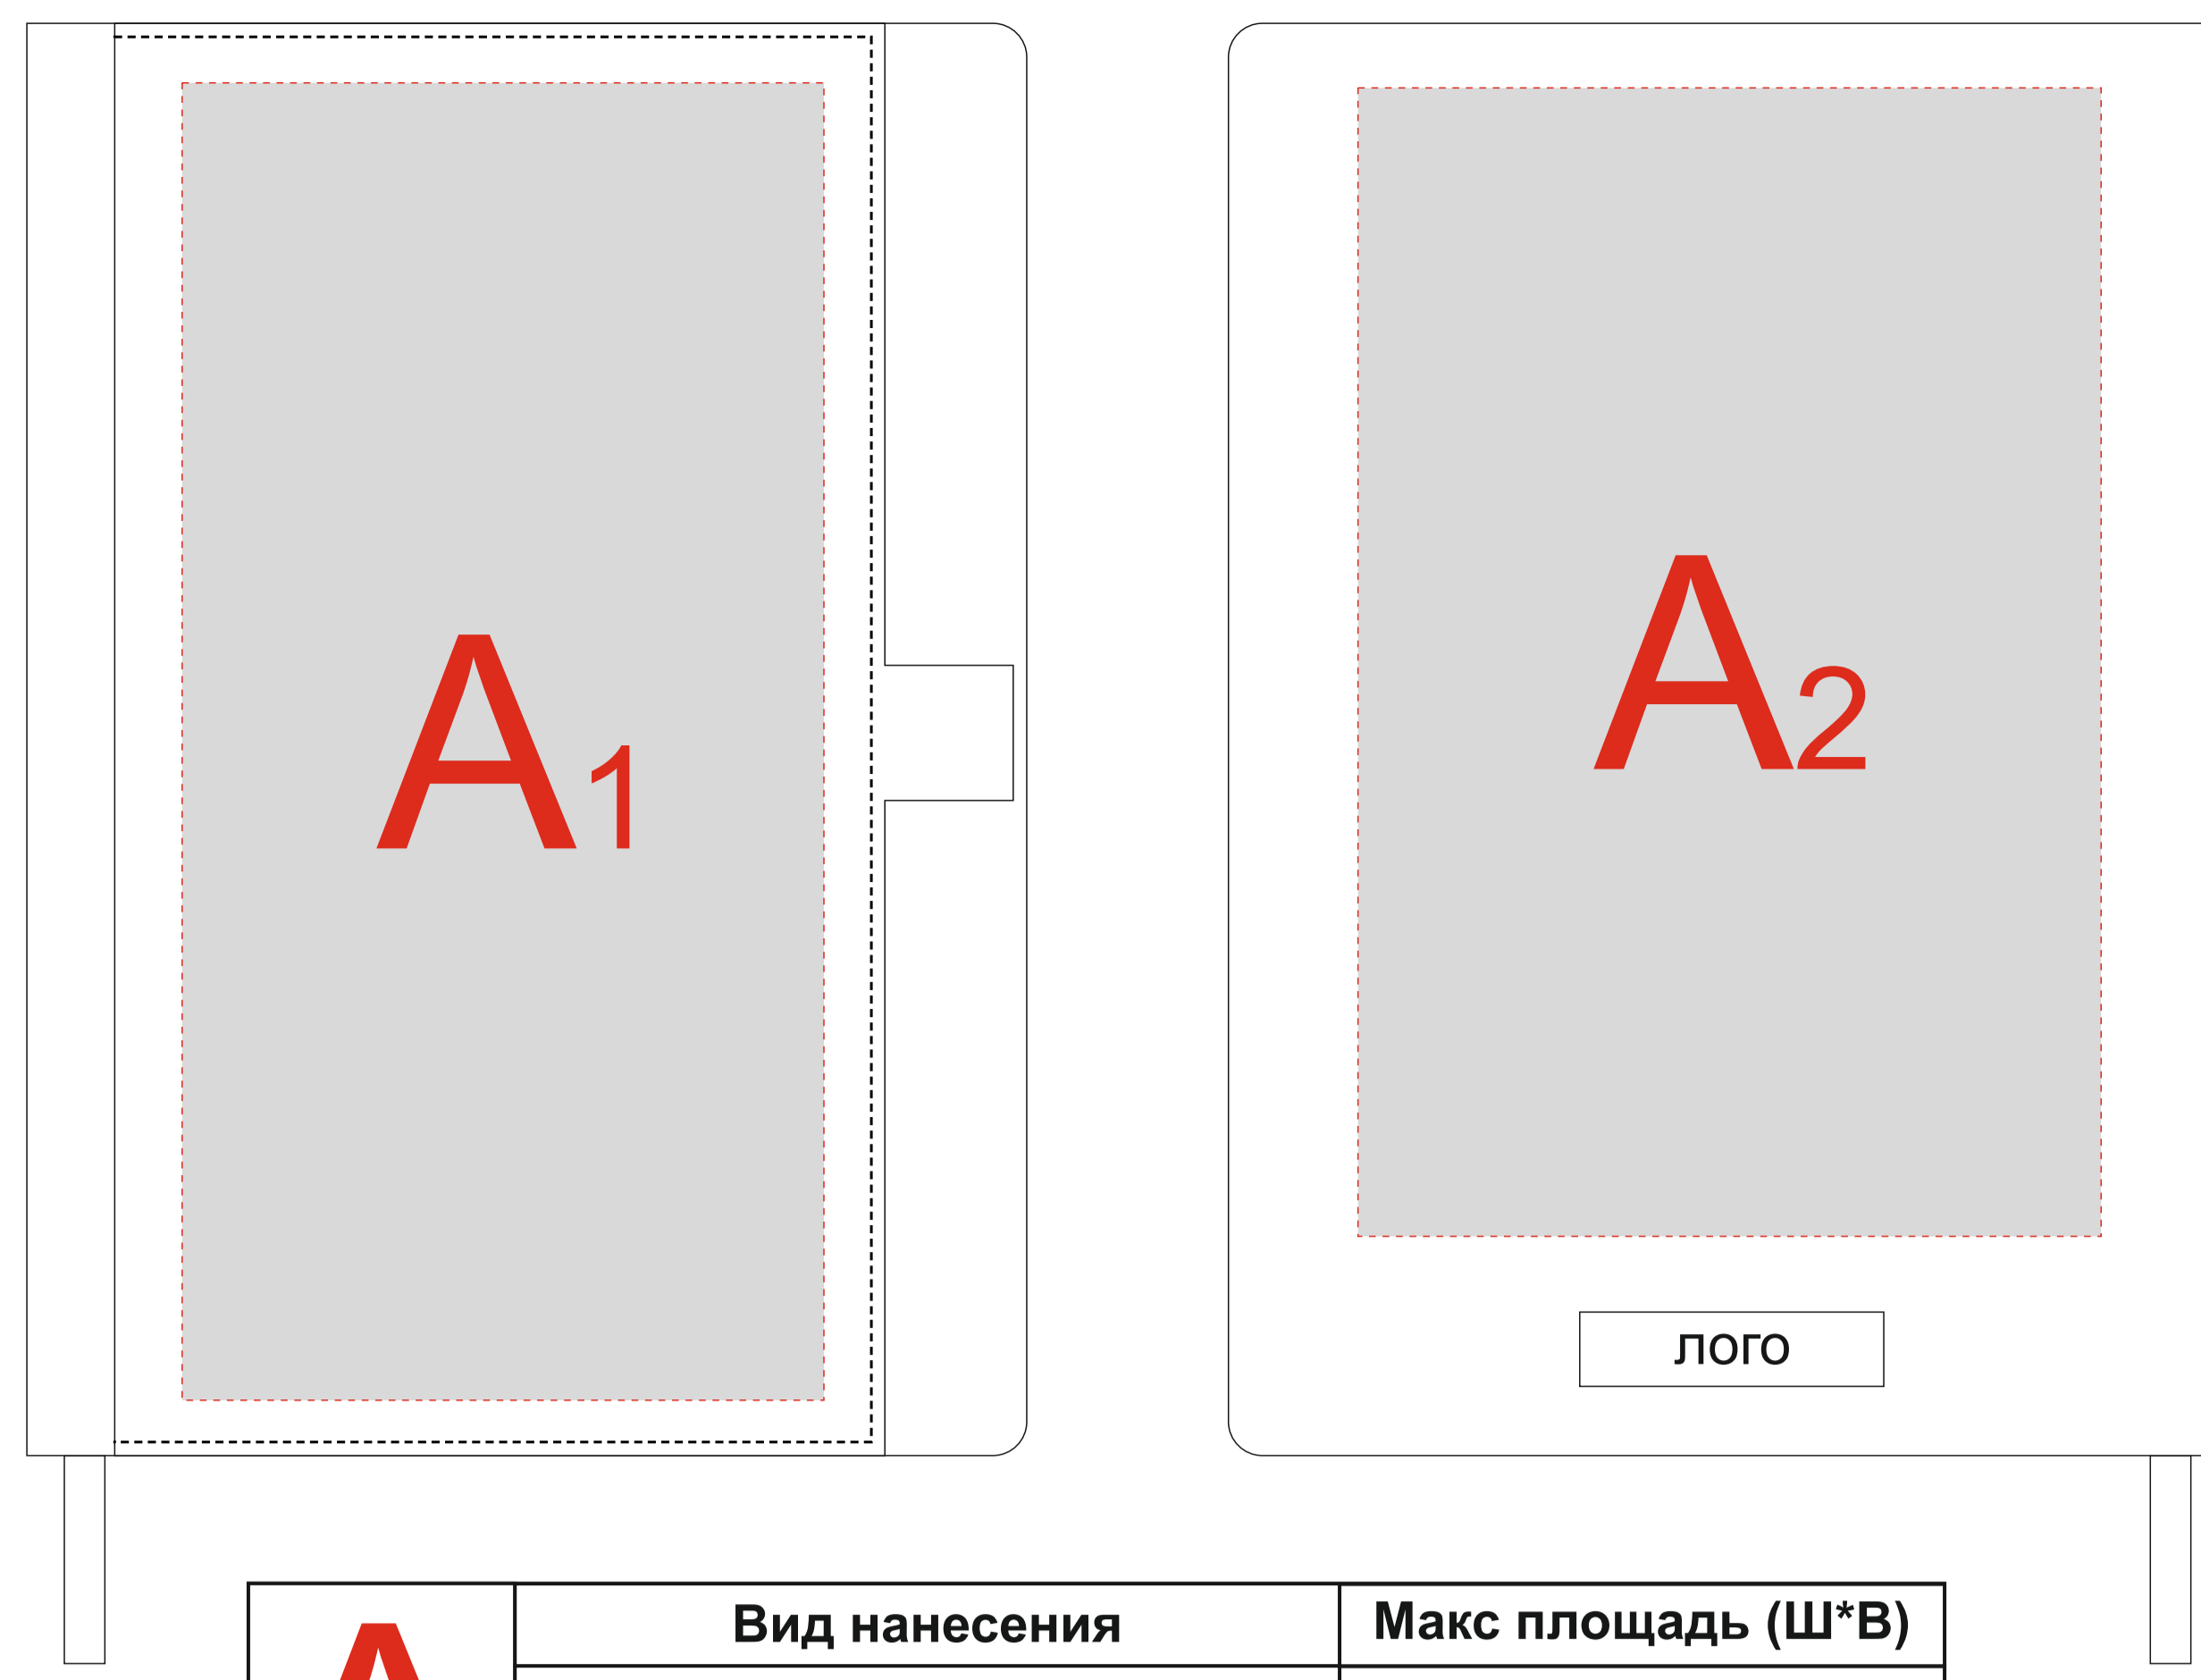 A1
A2
ЛОГО
Вид нанесения
Макс площадь (Ш*В)
A